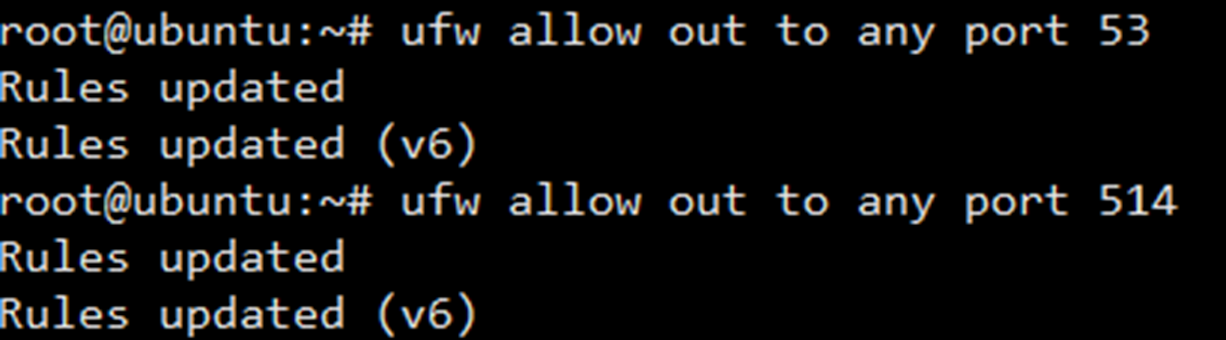 root@ubuntu:~# ufw allow out to any port 53
Rules updated
Rules updated (v6)
root@ubuntu:~# ufw allow out to any port 514
Rules updated
Rules updated (v6)